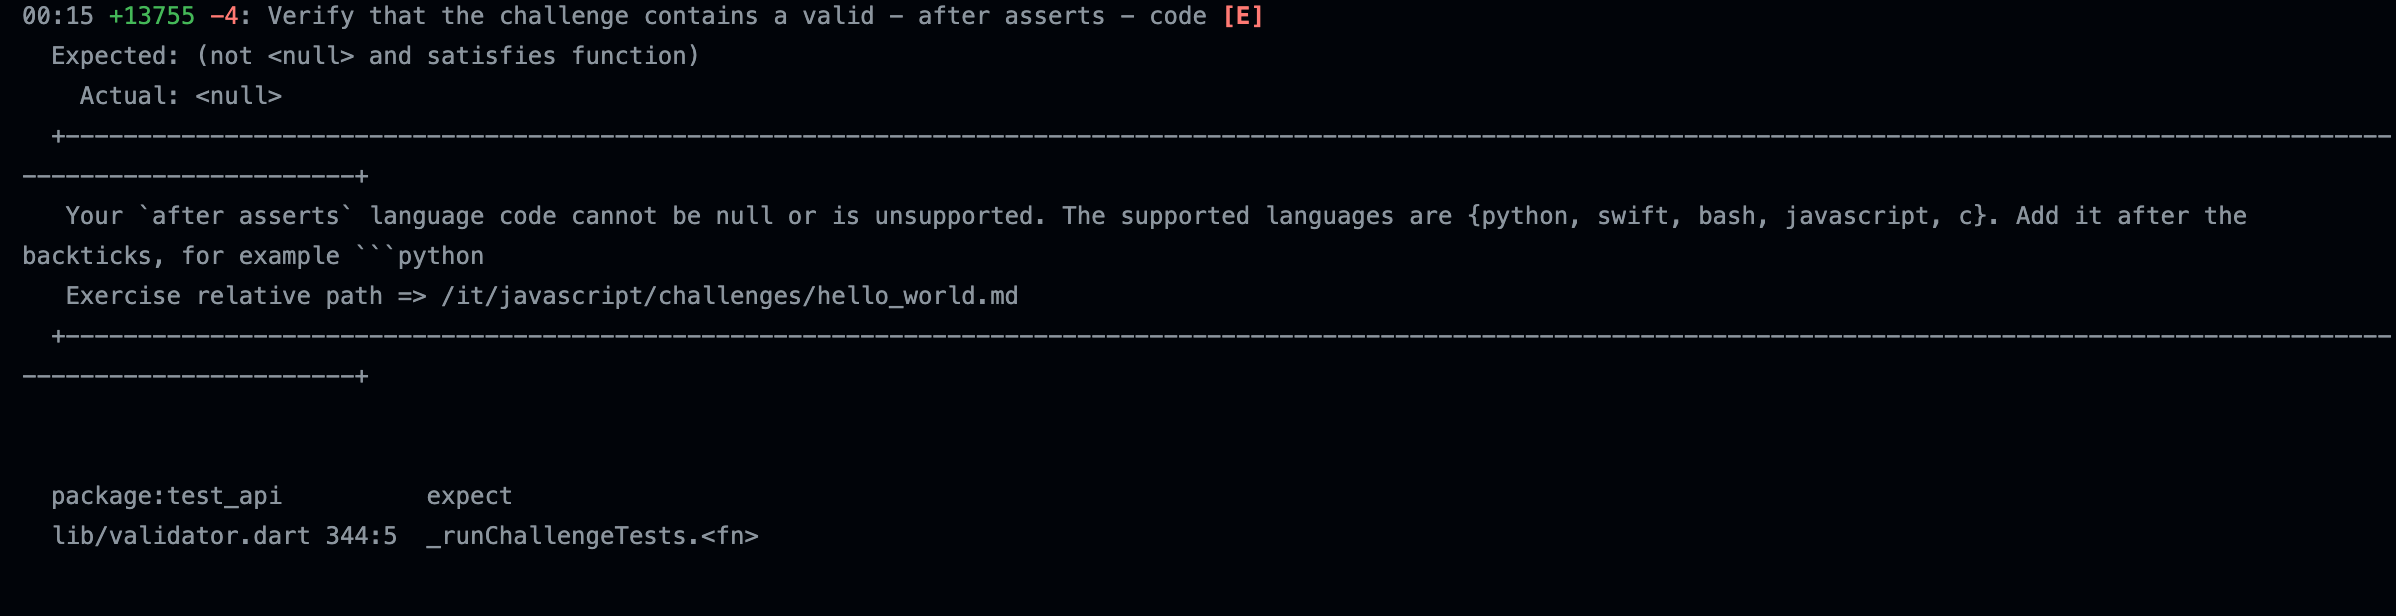 00:15 +13755 -4: Verify that the challenge contains a valid - after asserts - code [E]
Expected: (not <null> and satisfies function)
Actual: <null>
+-----------------------------------------------------------------------------------------------------------------------------------------------------------------
-----------------------+
Your `after asserts` language code cannot be null or is unsupported. The supported languages are {python, swift, bash, javascript, c}. Add it after the
backticks, for example ```python
Exercise relative path => /it/javascript/challenges/hello_world.md
+-----------------------------------------------------------------------------------------------------------------------------------------------------------------
-----------------------+
package:test_api          expect
lib/validator.dart 344:5  _runChallengeTests.<fn>